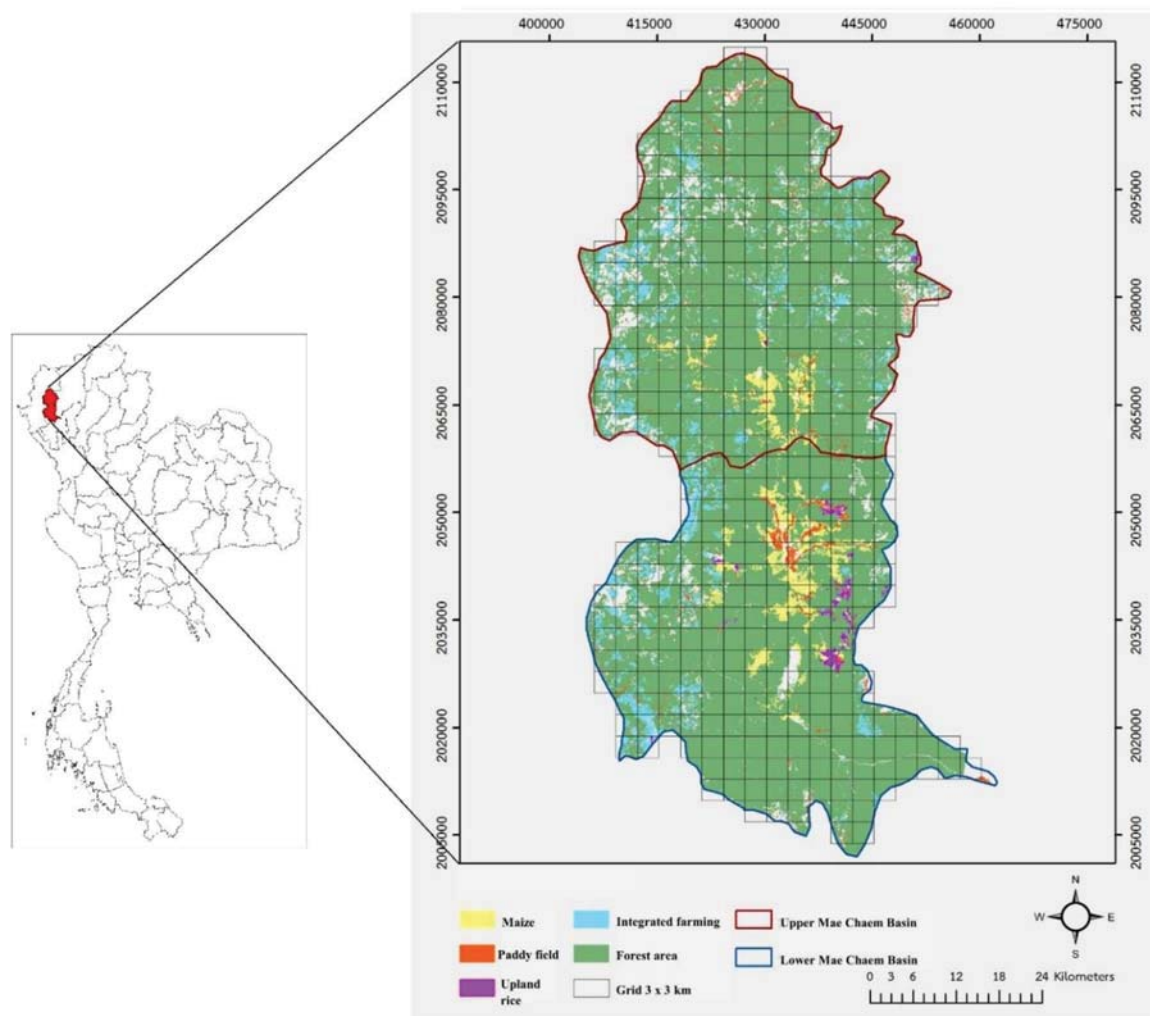 400000 415000 430000 445000 460000 475000
2110000 2110000
2095000 2095000
2080000 2080000
2065000 2065000
2050000 2050000
2035000 2035000
2020000 2020000
2005000 2005000
Maize Integrated farming Upper Mae Chaem Basin
Paddy field Forest area Lower Mae Chaem Basin
Upland
rice Grid 3 x 3 km
N
W E
S
0 3 6 12 18 24 Kilometers